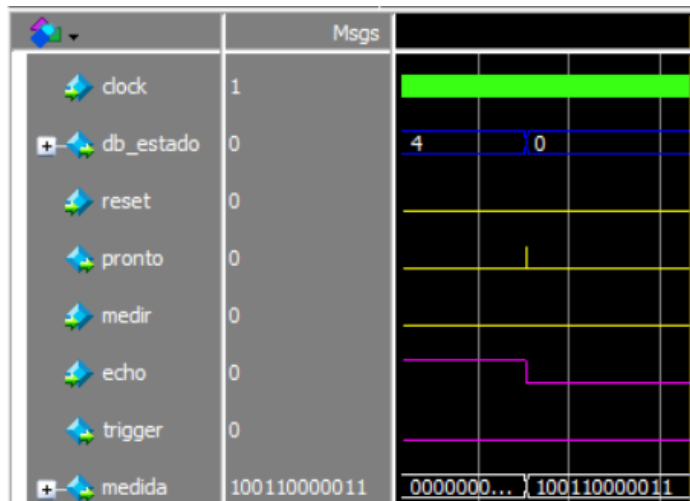 Msgs
clock 1
db_estado 0 4 0
reset 0
pronto 0
medir 0
echo 0
trigger 0
medida 100110000011 0000000... 100110000011